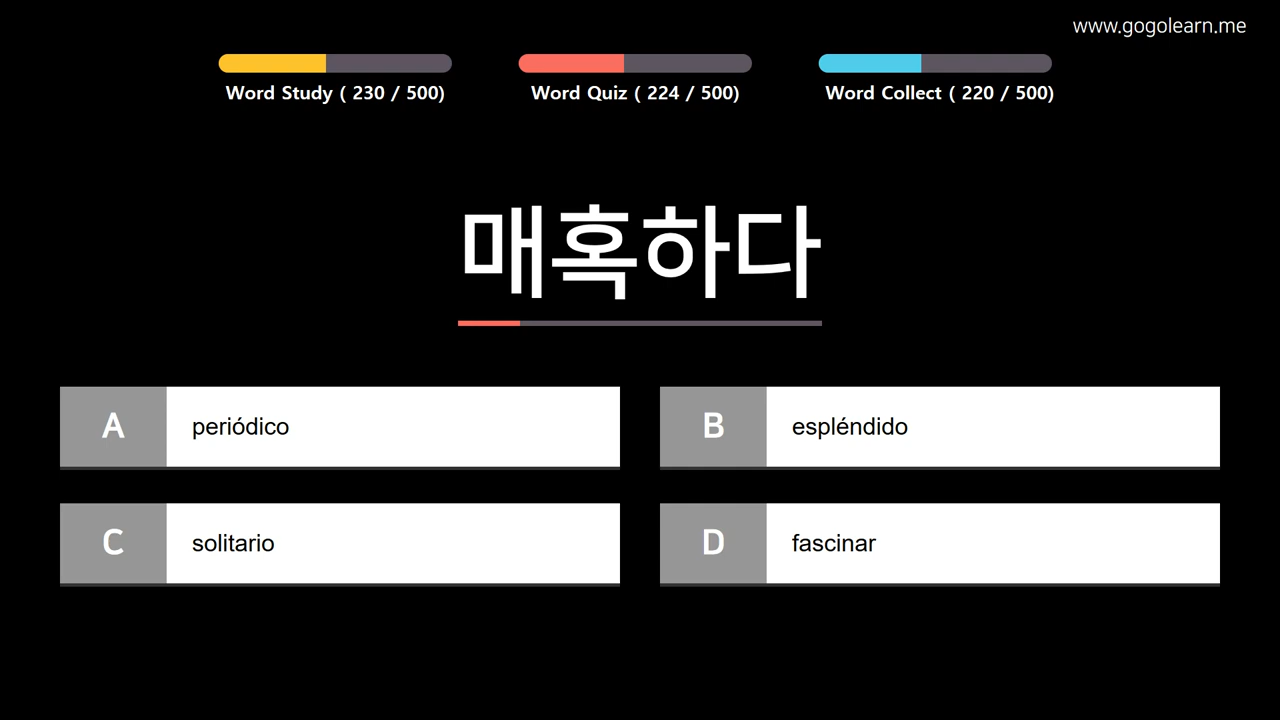 www.gogolearn.me
Word Study ( 230 / 500)
Word Quiz ( 224 / 500)
Word Collect ( 220 / 500)
매혹하다
A periódico
B espléndido
C solitario
D fascinar